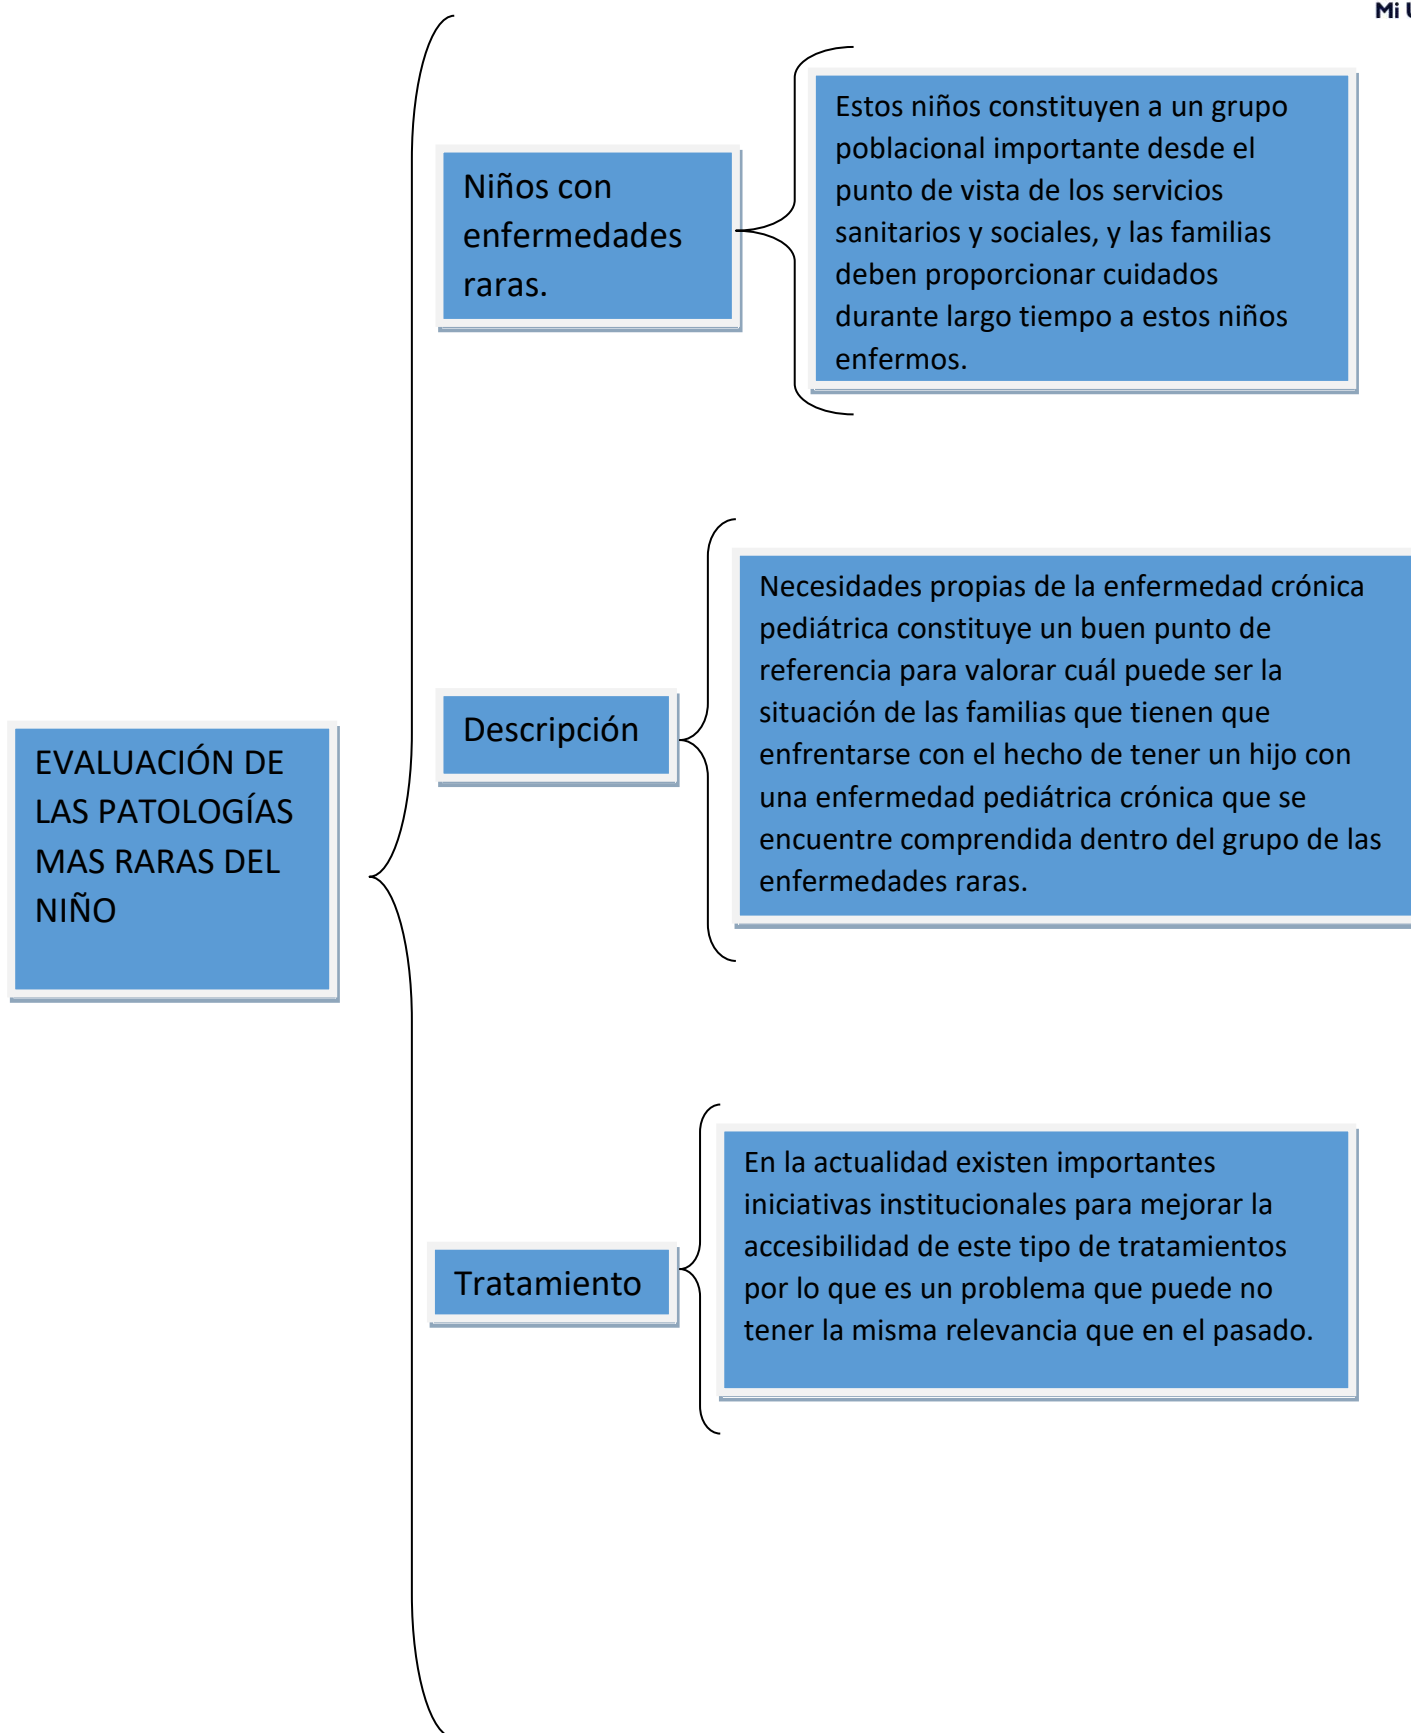 Mi
Niños con
enfermedades
raras.
Estos niños constituyen a un grupo
poblacional importante desde el
punto de vista de los servicios
sanitarios y sociales, y las familias
deben proporcionar cuidados
durante largo tiempo a estos niños
enfermos.
EVALUACIÓN DE
LAS PATOLOGÍAS
MAS RARAS DEL
NIÑO
Descripción
Necesidades propias de la enfermedad crónica
pediátrica constituye un buen punto de
referencia para valorar cuál puede ser la
situación de las familias que tienen que
enfrentarse con el hecho de tener un hijo con
una enfermedad pediátrica crónica que se
encuentre comprendida dentro del grupo de las
enfermedades raras.
Tratamiento
En la actualidad existen importantes
iniciativas institucionales para mejorar la
accesibilidad de este tipo de tratamientos
por lo que es un problema que puede no
tener la misma relevancia que en el pasado.